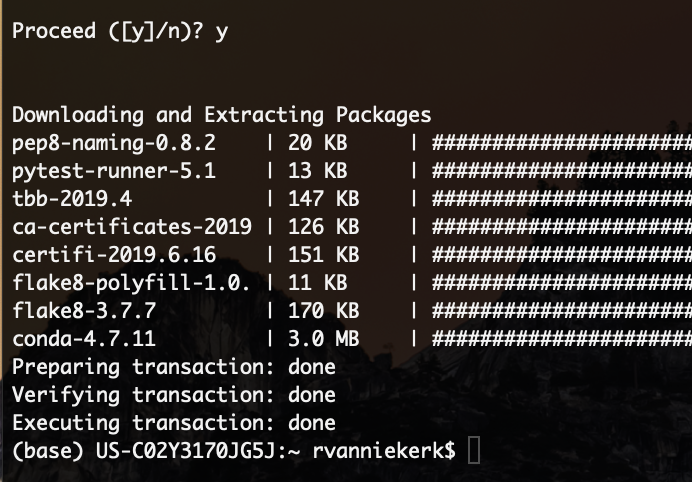 Proceed ([y]/n)? y
Downloading and Extracting Packages
pep8-naming-0.8.2    | 20 KB     | ######################
pytest-runner-5.1    | 13 KB     | ######################
tbb-2019.4           | 147 KB    | ######################
ca-certificates-2019 | 126 KB    | ######################
certifi-2019.6.16    | 151 KB    | ######################
flake8-polyfill-1.0. | 11 KB     | ######################
flake8-3.7.7         | 170 KB    | ######################
conda-4.7.11         | 3.0 MB    | ######################
Preparing transaction: done
Verifying transaction: done
Executing transaction: done
(base) US-C02Y3170JG5J:~ rvanniekerk$